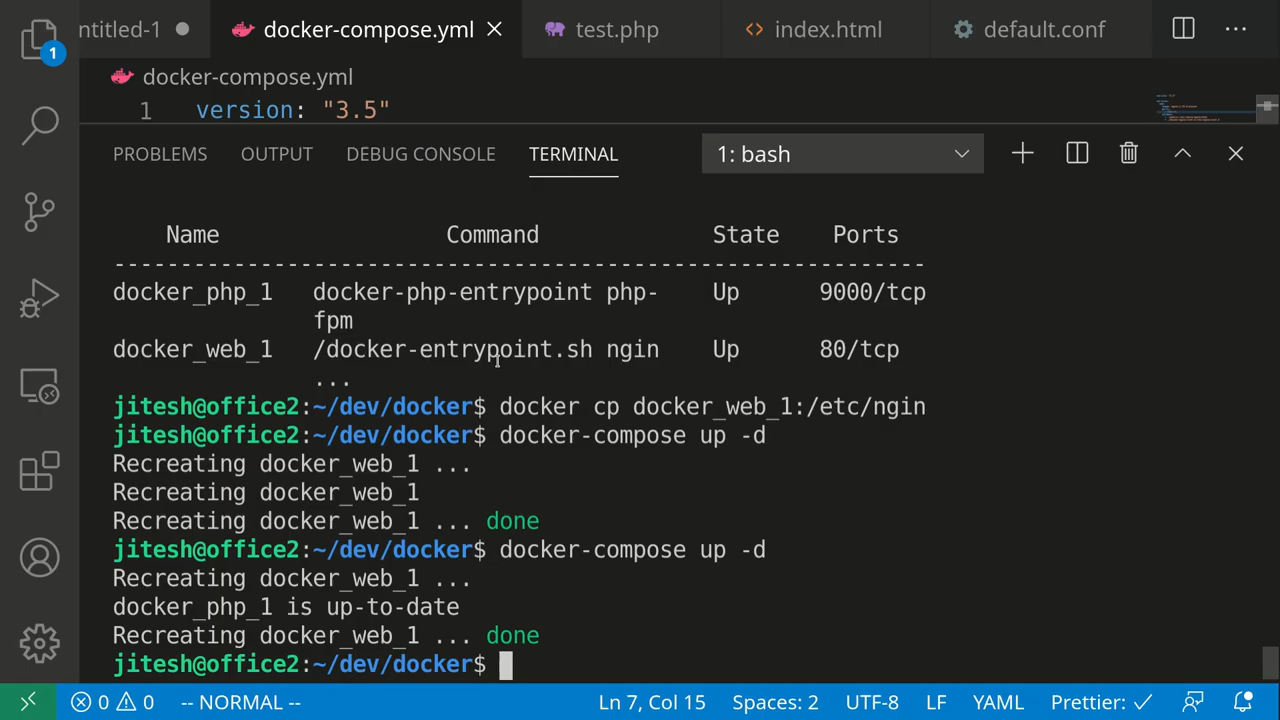 ntitled-1 docker-compose.yml test.php index.html default.conf
1
docker-compose.yml
1 version: "3.5"
PROBLEMS OUTPUT DEBUG CONSOLE TERMINAL 1: bash
Name Command State Ports
-------------------------------------------------------------
docker_php_1 docker-php-entrypoint php- Up 9000/tcp
fpm
docker_web_1 /docker-entrypoint.sh ngin Up 80/tcp
...
jitesh@office2:~/dev/docker$ docker cp docker_web_1:/etc/ngin
jitesh@office2:~/dev/docker$ docker-compose up -d
Recreating docker_web_1 ...
Recreating docker_web_1
Recreating docker_web_1 ... done
jitesh@office2:~/dev/docker$ docker-compose up -d
Recreating docker_web_1 ...
docker_php_1 is up-to-date
Recreating docker_web_1 ... done
jitesh@office2:~/dev/docker$
0 0 -- NORMAL -- Ln 7, Col 15 Spaces: 2 UTF-8 LF YAML Prettier: ✓